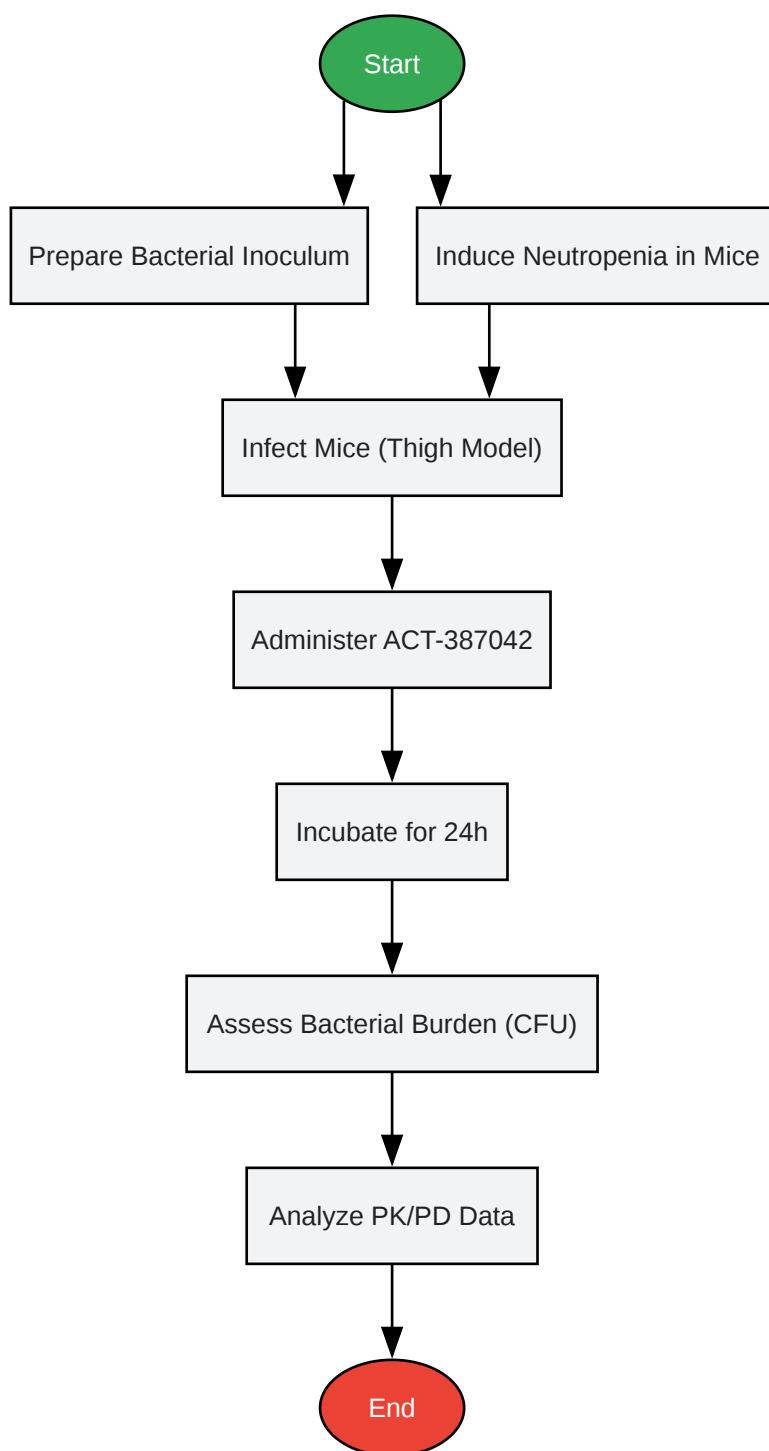 Start
Prepare Bacterial Inoculum
Induce Neutropenia in Mice
Infect Mice (Thigh Model)
Administer ACT-387042
Incubate for 24h
Assess Bacterial Burden (CFU)
Analyze PK/PD Data
End